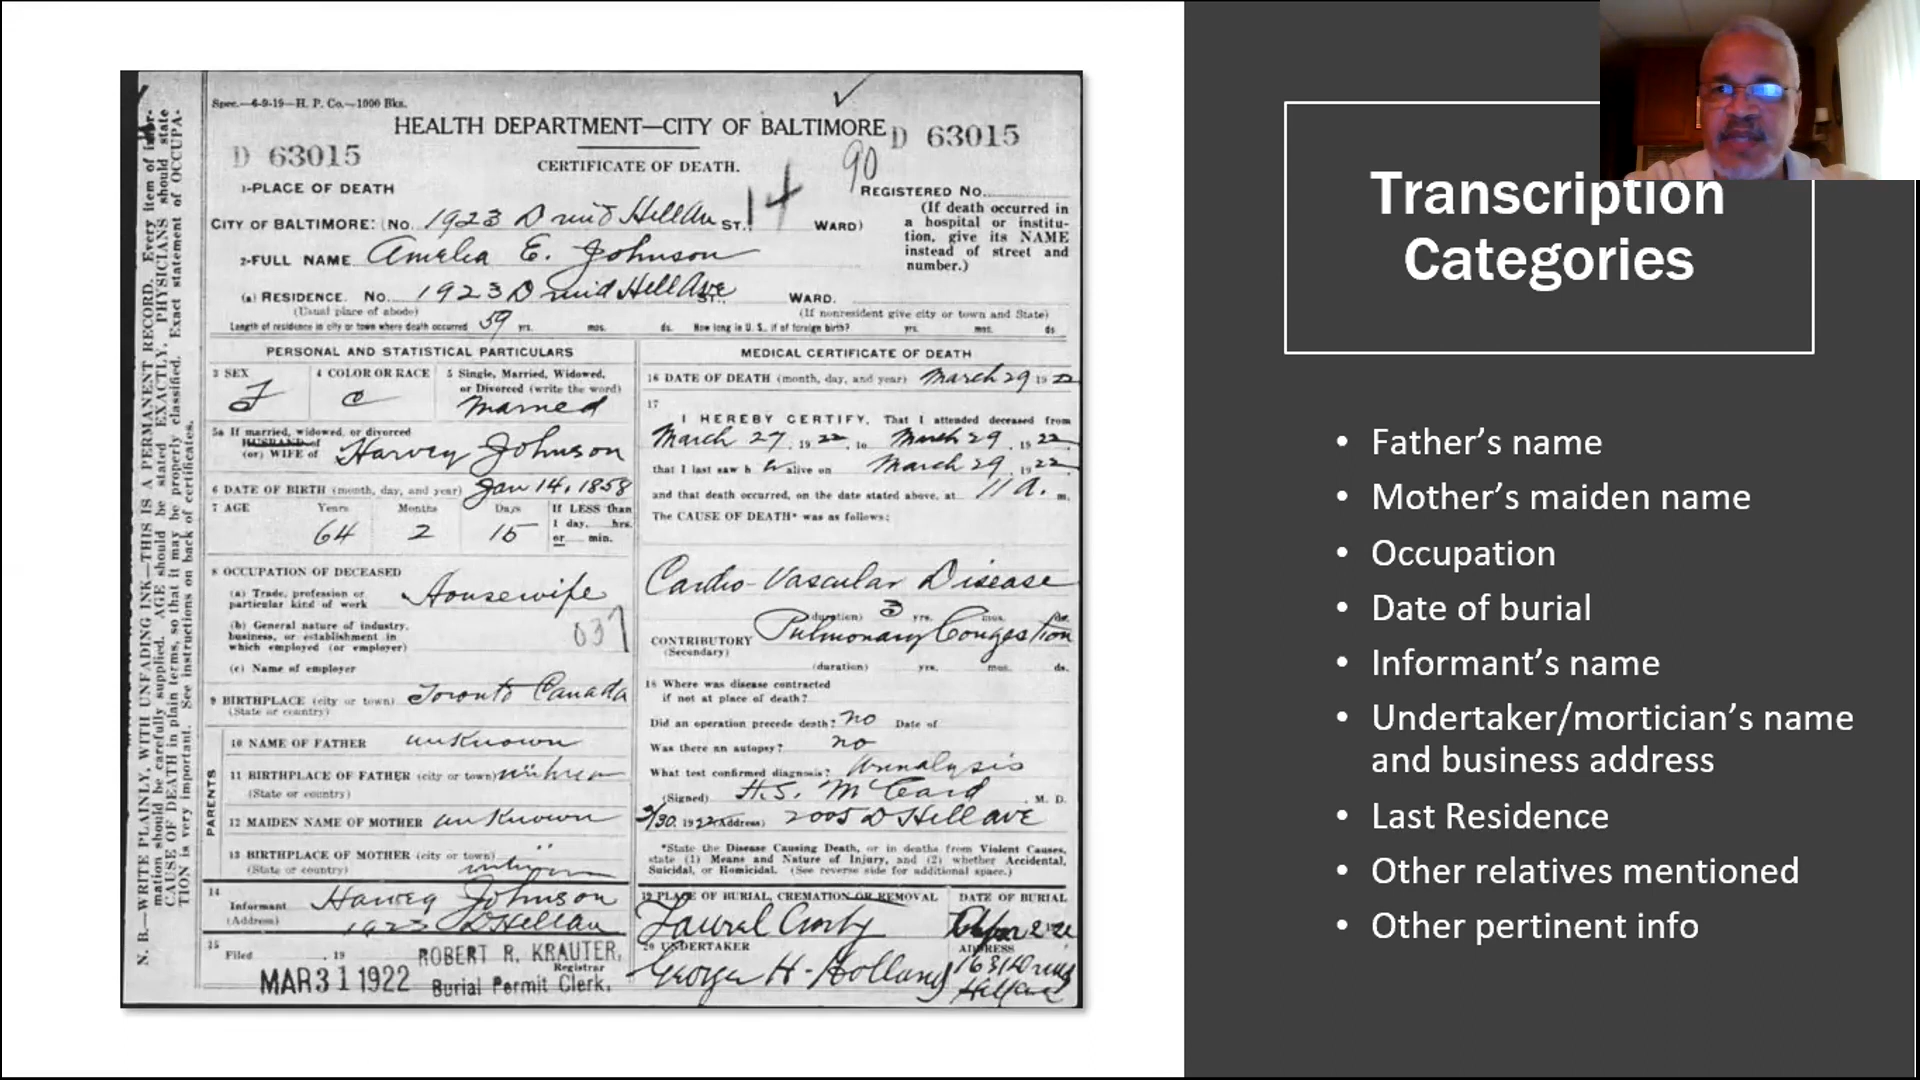 Spec.—6-9-19—H. P. Co.—1000 Bks.
HEALTH DEPARTMENT—CITY OF BALTIMORE
D 63015
D 63015
CERTIFICATE OF DEATH.
90
1-PLACE OF DEATH
REGISTERED No.
CITY OF BALTIMORE: (No. 1923 Druid Hill Av ST. 14 WARD)
(If death occurred in
a hospital or institu-
tion, give its NAME
instead of street and
number.)
2-FULL NAME Amelia E. Johnson
(a) RESIDENCE. No. 1923 Druid Hill Ave ST. WARD.
(Usual place of abode)
(If nonresident give city or town and State)
Length of residence in city or town where death occurred 59 yrs. mos. ds. How long in U. S., if of foreign birth? yrs. mos. ds
PERSONAL AND STATISTICAL PARTICULARS
3 SEX
F
4 COLOR OR RACE
C
5 Single, Married, Widowed,
or Divorced (write the word)
Married
5a If married, widowed, or divorced
HUSBAND of
(or) WIFE of Harvey Johnson
6 DATE OF BIRTH (month, day, and year) Jan 14, 1858
7 AGE Years Months Days
64 2 15
If LESS than
1 day, hrs.
or min.
8 OCCUPATION OF DECEASED
(a) Trade, profession or
particular kind of work Housewife
(b) General nature of industry,
business, or establishment in
which employed (or employer)
037
(c) Name of employer
9 BIRTHPLACE (city or town) Toronto Canada
(State or country)
PARENTS
10 NAME OF FATHER unknown
11 BIRTHPLACE OF FATHER (city or town)
(State or country)
12 MAIDEN NAME OF MOTHER unknown
13 BIRTHPLACE OF MOTHER (city or town)
(State or country)
14
Informant Harvey Johnson
(Address) 1923 D Hill av
15
Filed , 19
MAR 31 1922
ROBERT R. KRAUTER,
Registrar
Burial Permit Clerk.
MEDICAL CERTIFICATE OF DEATH
16 DATE OF DEATH (month, day, and year) March 29 1922
17
I HEREBY CERTIFY, That I attended deceased from
March 27, 1922, to March 29, 1922
that I last saw h er alive on March 29, 1922
and that death occurred, on the date stated above, at 11 A. m.
The CAUSE OF DEATH* was as follows:
Cardio-Vascular Disease
(duration) 3 yrs. mos. ds.
CONTRIBUTORY Pulmonary Congestion
(Secondary)
(duration) yrs. mos. ds.
18 Where was disease contracted
if not at place of death?
Did an operation precede death? no Date of
Was there an autopsy? no
What test confirmed diagnosis? Urinalysis
(Signed) H.S. McCard , M. D.
3/30, 1922 (Address) 2005 D Hill ave
*State the Disease Causing Death, or in deaths from Violent Causes,
state (1) Means and Nature of Injury, and (2) whether Accidental,
Suicidal, or Homicidal. (See reverse side for additional space.)
19 PLACE OF BURIAL, CREMATION OR REMOVAL
Laurel
DATE OF BURIAL
20 UNDERTAKER
George H. Holland
ADDRESS
1631 Druid
Hill ave
N. B.—WRITE PLAINLY, WITH UNFADING INK—THIS IS A PERMANENT RECORD. Every item of infor-
mation should be carefully supplied. AGE should be stated EXACTLY. PHYSICIANS should state
CAUSE OF DEATH in plain terms, so that it may be properly classified. Exact statement of OCCUPA-
TION is very important. See instructions on back of certificates.
Transcription
Categories
• Father's name
• Mother's maiden name
• Occupation
• Date of burial
• Informant's name
• Undertaker/mortician's name
and business address
• Last Residence
• Other relatives mentioned
• Other pertinent info